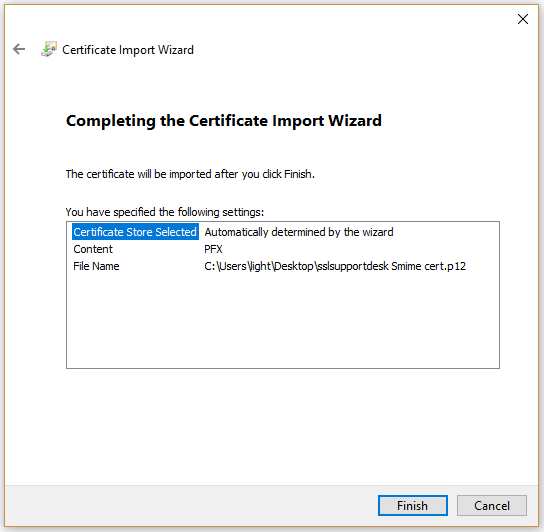 Certificate Import Wizard
Completing the Certificate Import Wizard
The certificate will be imported after you click Finish.
You have specified the following settings:
Certificate Store Selected Automatically determined by the wizard
Content PFX
File Name C:\Users\light\Desktop\sslsupportdesk Smime cert.p12
Finish Cancel